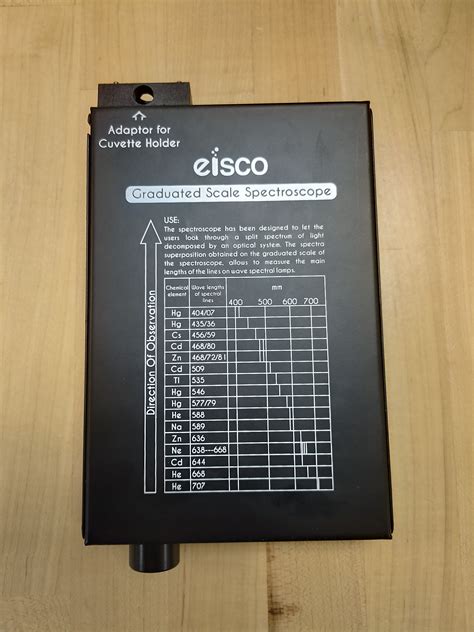 Adaptor for
Cuvette Holder
eisco
Graduated Scale Spectroscope
USE:
The spectroscope has been designed to let the
users look through a split spectrum of light
decomposed by an optical system. The spectra
superposition obtained on the graduated scale of
the spectroscope, allows to measure the main
lengths of the lines on wave spectral lamps.
Direction Of Observation
Chemical element Wave lengths of spectral lines mm
400 500 600 700
Hg 404/07
Hg 435/36
Cs 456/59
Cd 468/80
Zn 468/72/81
Cd 509
Tl 535
Hg 546
Hg 577/79
He 588
Na 589
Zn 636
Ne 638---668
Cd 644
He 668
He 707